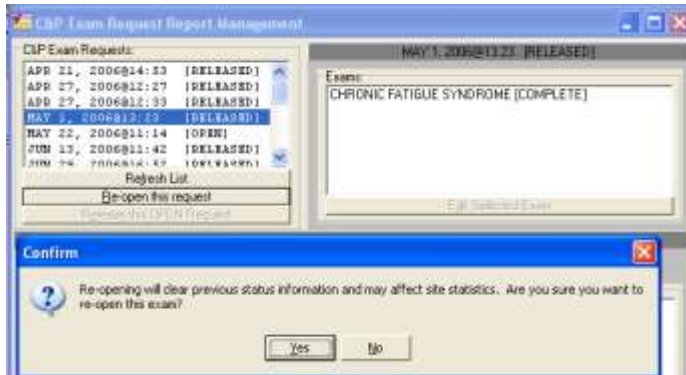 C&P Exam Request Report Management
C&P Exam Requests:
APR 21, 2006@14:53 [RELEASED]
APR 27, 2006@12:27 [RELEASED]
APR 27, 2006@12:33 [RELEASED]
MAY 1, 2006@13:23 [RELEASED]
MAY 22, 2006@11:14 [OPEN]
JUN 13, 2006@11:42 [RELEASED]
Refresh List
Re-open this request
Release this OPEN Request
MAY 1, 2006@13:23 [RELEASED]
Exams:
CHRONIC FATIGUE SYNDROME [COMPLETE]
Edit Selected Exam
Confirm
Re-opening will clear previous status information and may affect site statistics. Are you sure you want to
re-open this exam?
Yes
No